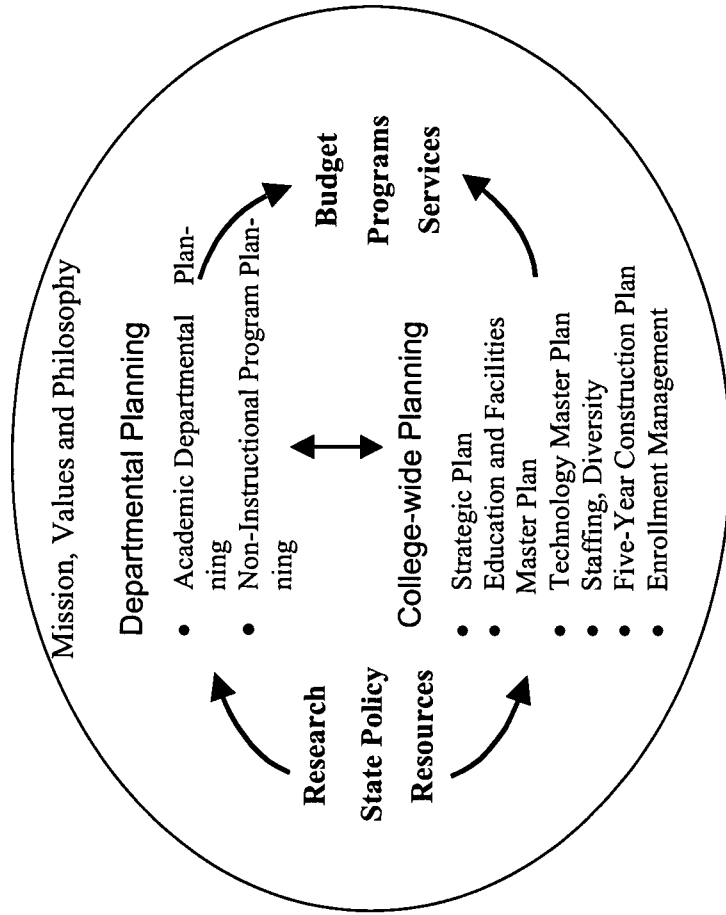 Mission, Values and Philosophy
Departmental Planning
• Academic Departmental Plan-
ning
• Non-Instructional Program Plan-
ning
Research
State Policy
Resources
Budget
Programs
Services
College-wide Planning
• Strategic Plan
• Education and Facilities
Master Plan
• Technology Master Plan
• Staffing, Diversity
• Five-Year Construction Plan
• Enrollment Management